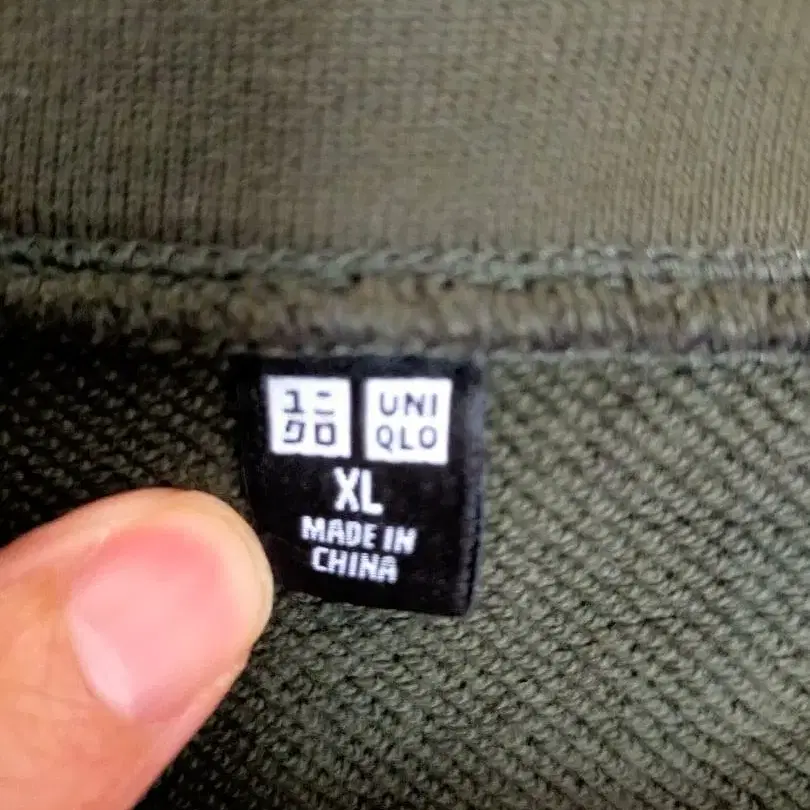 ユニ UNI
クロ QLO
XL
MADE IN
CHINA